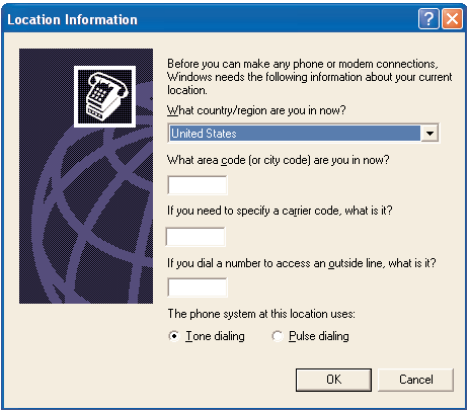 Location Information
Before you can make any phone or modem connections,
Windows needs the following information about your current
location.
What country/region are you in now?
United States
What area code (or city code) are you in now?
If you need to specify a carrier code, what is it?
If you dial a number to access an outside line, what is it?
The phone system at this location uses:
Tone dialing Pulse dialing
OK Cancel